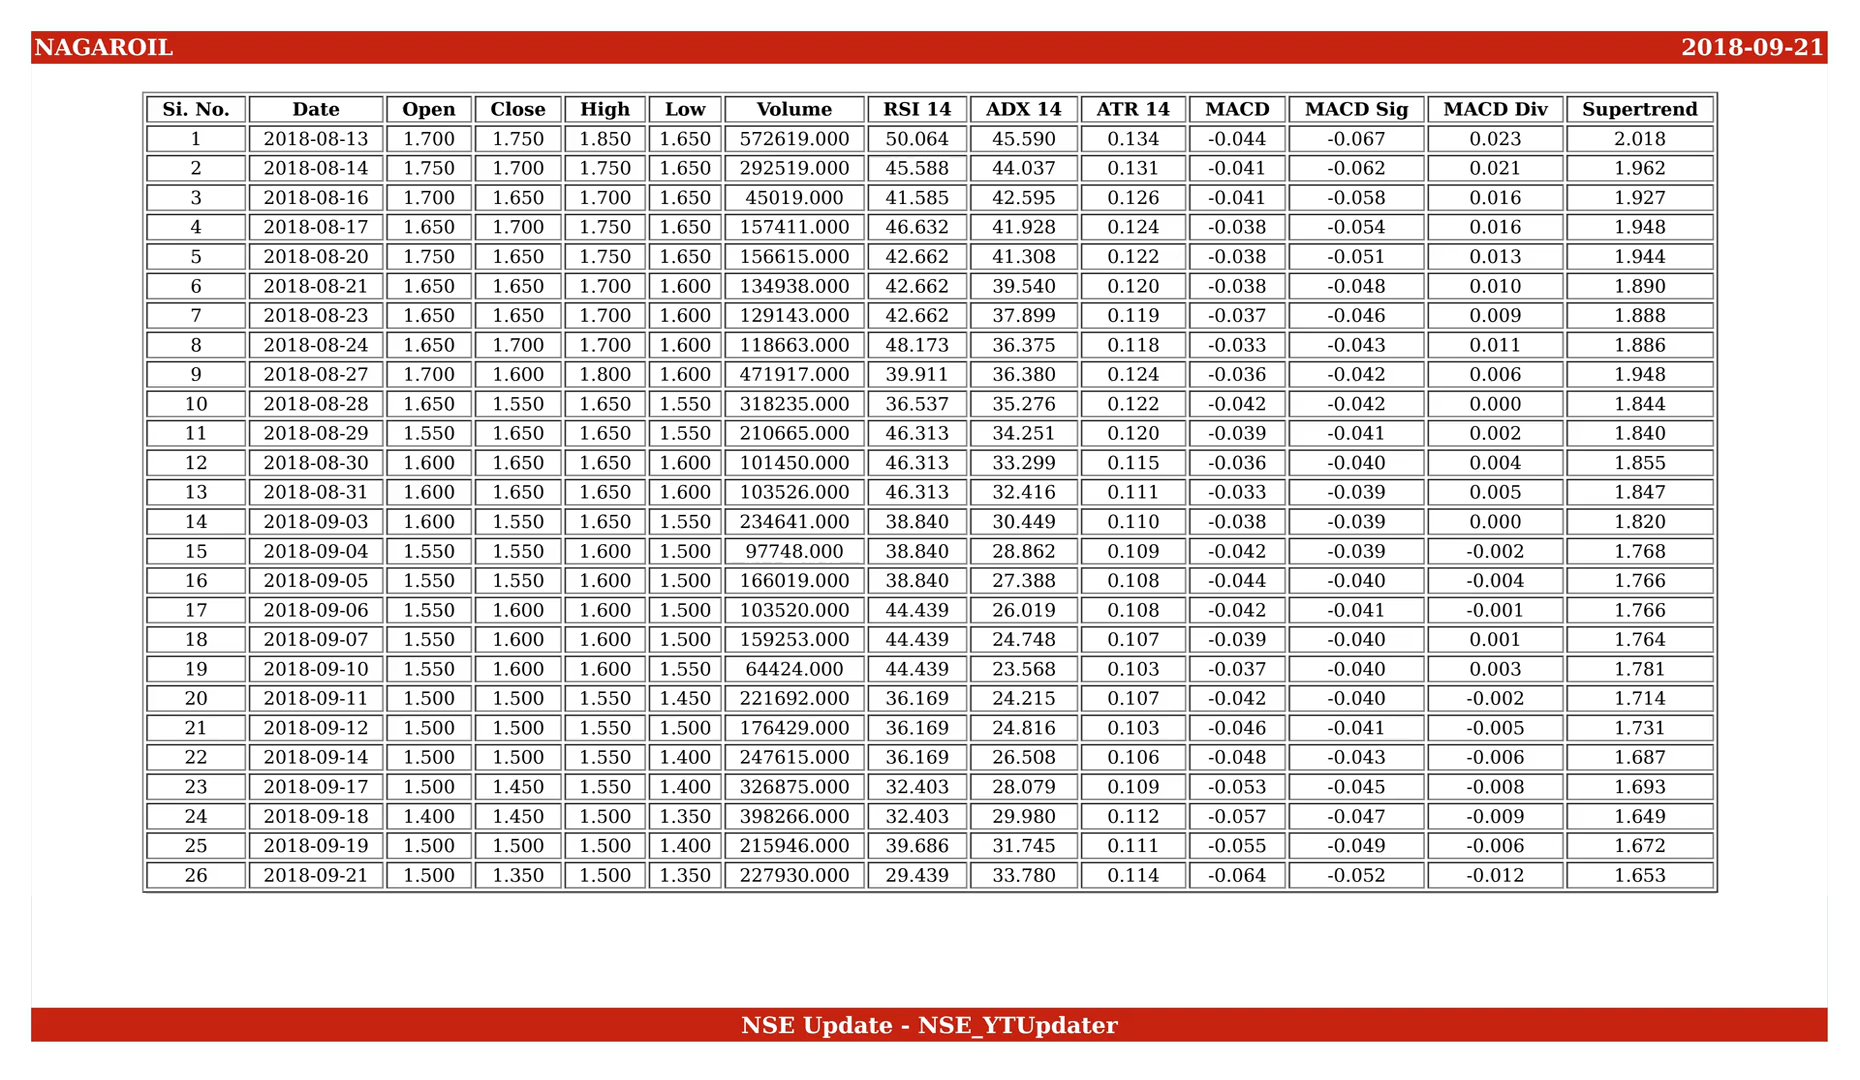 NAGAROIL 2018-09-21
Si. No. Date Open Close High Low Volume RSI 14 ADX 14 ATR 14 MACD MACD Sig MACD Div Supertrend
1 2018-08-13 1.700 1.750 1.850 1.650 572619.000 50.064 45.590 0.134 -0.044 -0.067 0.023 2.018
2 2018-08-14 1.750 1.700 1.750 1.650 292519.000 45.588 44.037 0.131 -0.041 -0.062 0.021 1.962
3 2018-08-16 1.700 1.650 1.700 1.650 45019.000 41.585 42.595 0.126 -0.041 -0.058 0.016 1.927
4 2018-08-17 1.650 1.700 1.750 1.650 157411.000 46.632 41.928 0.124 -0.038 -0.054 0.016 1.948
5 2018-08-20 1.750 1.650 1.750 1.650 156615.000 42.662 41.308 0.122 -0.038 -0.051 0.013 1.944
6 2018-08-21 1.650 1.650 1.700 1.600 134938.000 42.662 39.540 0.120 -0.038 -0.048 0.010 1.890
7 2018-08-23 1.650 1.650 1.700 1.600 129143.000 42.662 37.899 0.119 -0.037 -0.046 0.009 1.888
8 2018-08-24 1.650 1.700 1.700 1.600 118663.000 48.173 36.375 0.118 -0.033 -0.043 0.011 1.886
9 2018-08-27 1.700 1.600 1.800 1.600 471917.000 39.911 36.380 0.124 -0.036 -0.042 0.006 1.948
10 2018-08-28 1.650 1.550 1.650 1.550 318235.000 36.537 35.276 0.122 -0.042 -0.042 0.000 1.844
11 2018-08-29 1.550 1.650 1.650 1.550 210665.000 46.313 34.251 0.120 -0.039 -0.041 0.002 1.840
12 2018-08-30 1.600 1.650 1.650 1.600 101450.000 46.313 33.299 0.115 -0.036 -0.040 0.004 1.855
13 2018-08-31 1.600 1.650 1.650 1.600 103526.000 46.313 32.416 0.111 -0.033 -0.039 0.005 1.847
14 2018-09-03 1.600 1.550 1.650 1.550 234641.000 38.840 30.449 0.110 -0.038 -0.039 0.000 1.820
15 2018-09-04 1.550 1.550 1.600 1.500 97748.000 38.840 28.862 0.109 -0.042 -0.039 -0.002 1.768
16 2018-09-05 1.550 1.550 1.600 1.500 166019.000 38.840 27.388 0.108 -0.044 -0.040 -0.004 1.766
17 2018-09-06 1.550 1.600 1.600 1.500 103520.000 44.439 26.019 0.108 -0.042 -0.041 -0.001 1.766
18 2018-09-07 1.550 1.600 1.600 1.500 159253.000 44.439 24.748 0.107 -0.039 -0.040 0.001 1.764
19 2018-09-10 1.550 1.600 1.600 1.550 64424.000 44.439 23.568 0.103 -0.037 -0.040 0.003 1.781
20 2018-09-11 1.500 1.500 1.550 1.450 221692.000 36.169 24.215 0.107 -0.042 -0.040 -0.002 1.714
21 2018-09-12 1.500 1.500 1.550 1.500 176429.000 36.169 24.816 0.103 -0.046 -0.041 -0.005 1.731
22 2018-09-14 1.500 1.500 1.550 1.400 247615.000 36.169 26.508 0.106 -0.048 -0.043 -0.006 1.687
23 2018-09-17 1.500 1.450 1.550 1.400 326875.000 32.403 28.079 0.109 -0.053 -0.045 -0.008 1.693
24 2018-09-18 1.400 1.450 1.500 1.350 398266.000 32.403 29.980 0.112 -0.057 -0.047 -0.009 1.649
25 2018-09-19 1.500 1.500 1.500 1.400 215946.000 39.686 31.745 0.111 -0.055 -0.049 -0.006 1.672
26 2018-09-21 1.500 1.350 1.500 1.350 227930.000 29.439 33.780 0.114 -0.064 -0.052 -0.012 1.653
NSE Update - NSE_YTUpdater